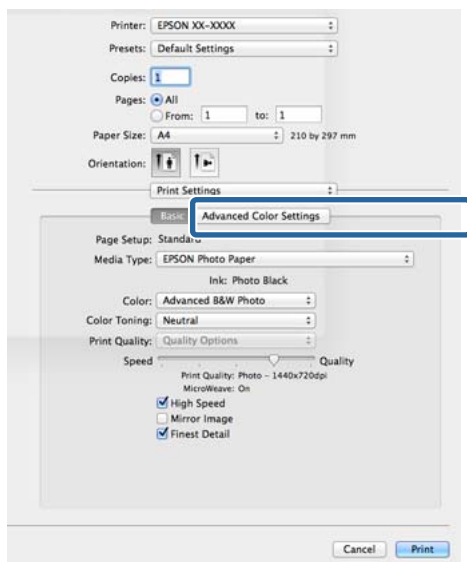 Printer: EPSON XX-XXXX
Presets: Default Settings
Copies: 1
Pages: All
From: 1 to: 1
Paper Size: A4 210 by 297 mm
Orientation:
Print Settings
Basic Advanced Color Settings
Page Setup: Standard
Media Type: EPSON Photo Paper
Ink: Photo Black
Color: Advanced B&W Photo
Color Toning: Neutral
Print Quality: Quality Options
Speed Quality
Print Quality: Photo - 1440x720dpi
MicroWeave: On
High Speed
Mirror Image
Finest Detail
Cancel Print